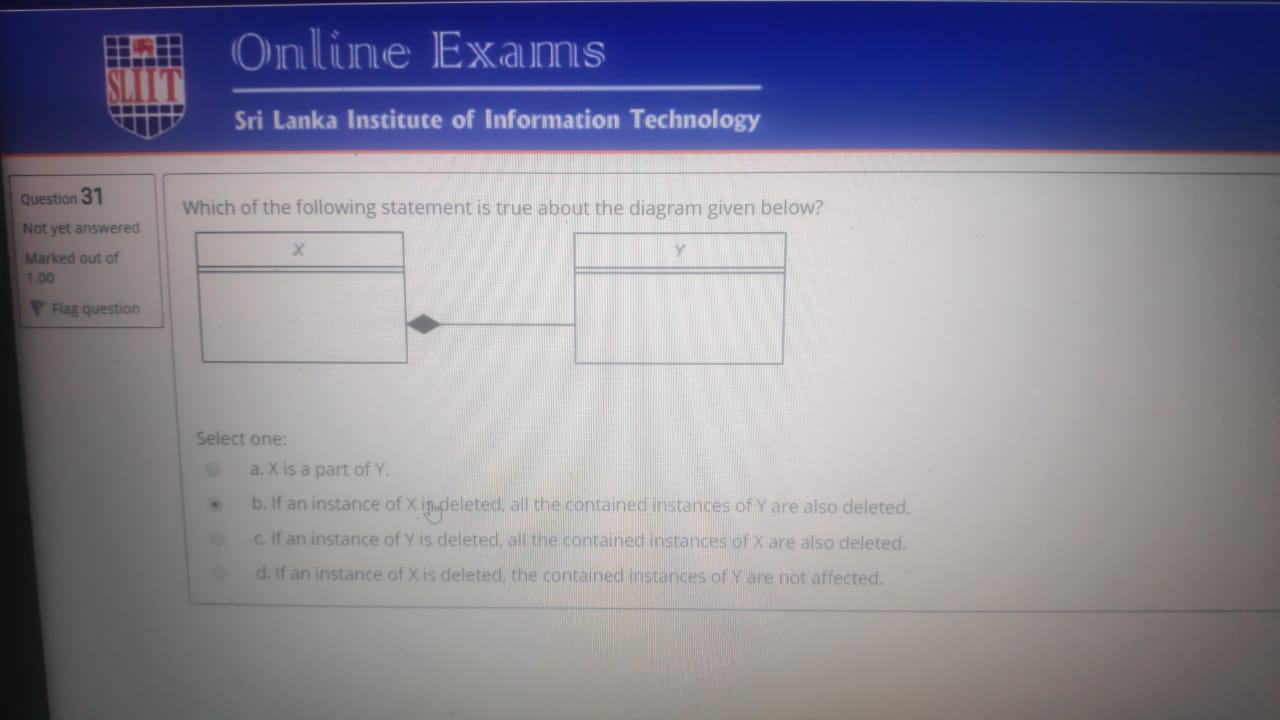 SLIIT
Online Exams
Sri Lanka Institute of Information Technology
Question 31
Not yet answered
Marked out of
1.00
Flag question
Which of the following statement is true about the diagram given below?
X
Y
Select one:
a. X is a part of Y.
b. If an instance of X is deleted, all the contained instances of Y are also deleted.
c. If an instance of Y is deleted, all the contained instances of X are also deleted.
d. If an instance of X is deleted, the contained instances of Y are not affected.